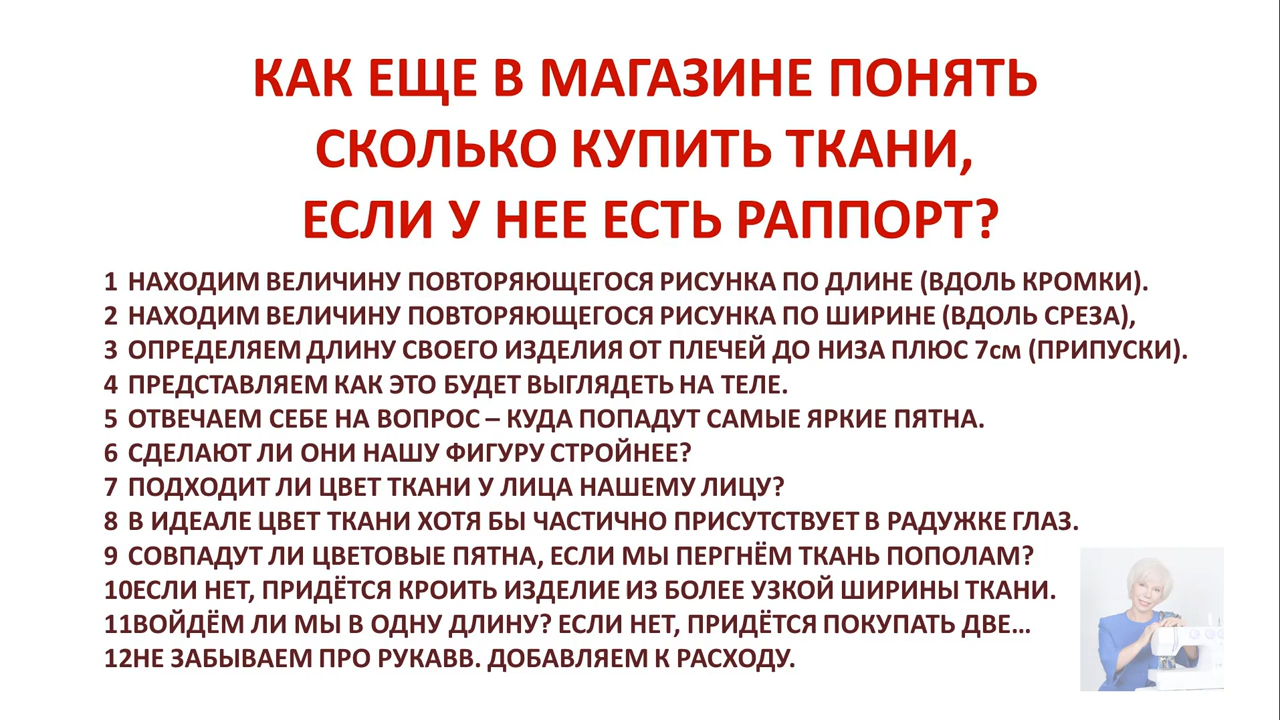 КАК ЕЩЕ В МАГАЗИНЕ ПОНЯТЬ
СКОЛЬКО КУПИТЬ ТКАНИ,
ЕСЛИ У НЕЕ ЕСТЬ РАППОРТ?
1 НАХОДИМ ВЕЛИЧИНУ ПОВТОРЯЮЩЕГОСЯ РИСУНКА ПО ДЛИНЕ (ВДОЛЬ КРОМКИ).
2 НАХОДИМ ВЕЛИЧИНУ ПОВТОРЯЮЩЕГОСЯ РИСУНКА ПО ШИРИНЕ (ВДОЛЬ СРЕЗА),
3 ОПРЕДЕЛЯЕМ ДЛИНУ СВОЕГО ИЗДЕЛИЯ ОТ ПЛЕЧЕЙ ДО НИЗА ПЛЮС 7см (ПРИПУСКИ).
4 ПРЕДСТАВЛЯЕМ КАК ЭТО БУДЕТ ВЫГЛЯДЕТЬ НА ТЕЛЕ.
5 ОТВЕЧАЕМ СЕБЕ НА ВОПРОС – КУДА ПОПАДУТ САМЫЕ ЯРКИЕ ПЯТНА.
6 СДЕЛАЮТ ЛИ ОНИ НАШУ ФИГУРУ СТРОЙНЕЕ?
7 ПОДХОДИТ ЛИ ЦВЕТ ТКАНИ У ЛИЦА НАШЕМУ ЛИЦУ?
8 В ИДЕАЛЕ ЦВЕТ ТКАНИ ХОТЯ БЫ ЧАСТИЧНО ПРИСУТСТВУЕТ В РАДУЖКЕ ГЛАЗ.
9 СОВПАДУТ ЛИ ЦВЕТОВЫЕ ПЯТНА, ЕСЛИ МЫ ПЕРГНЁМ ТКАНЬ ПОПОЛАМ?
10ЕСЛИ НЕТ, ПРИДЁТСЯ КРОИТЬ ИЗДЕЛИЕ ИЗ БОЛЕЕ УЗКОЙ ШИРИНЫ ТКАНИ.
11ВОЙДЁМ ЛИ МЫ В ОДНУ ДЛИНУ? ЕСЛИ НЕТ, ПРИДЁТСЯ ПОКУПАТЬ ДВЕ…
12НЕ ЗАБЫВАЕМ ПРО РУКАВВ. ДОБАВЛЯЕМ К РАСХОДУ.